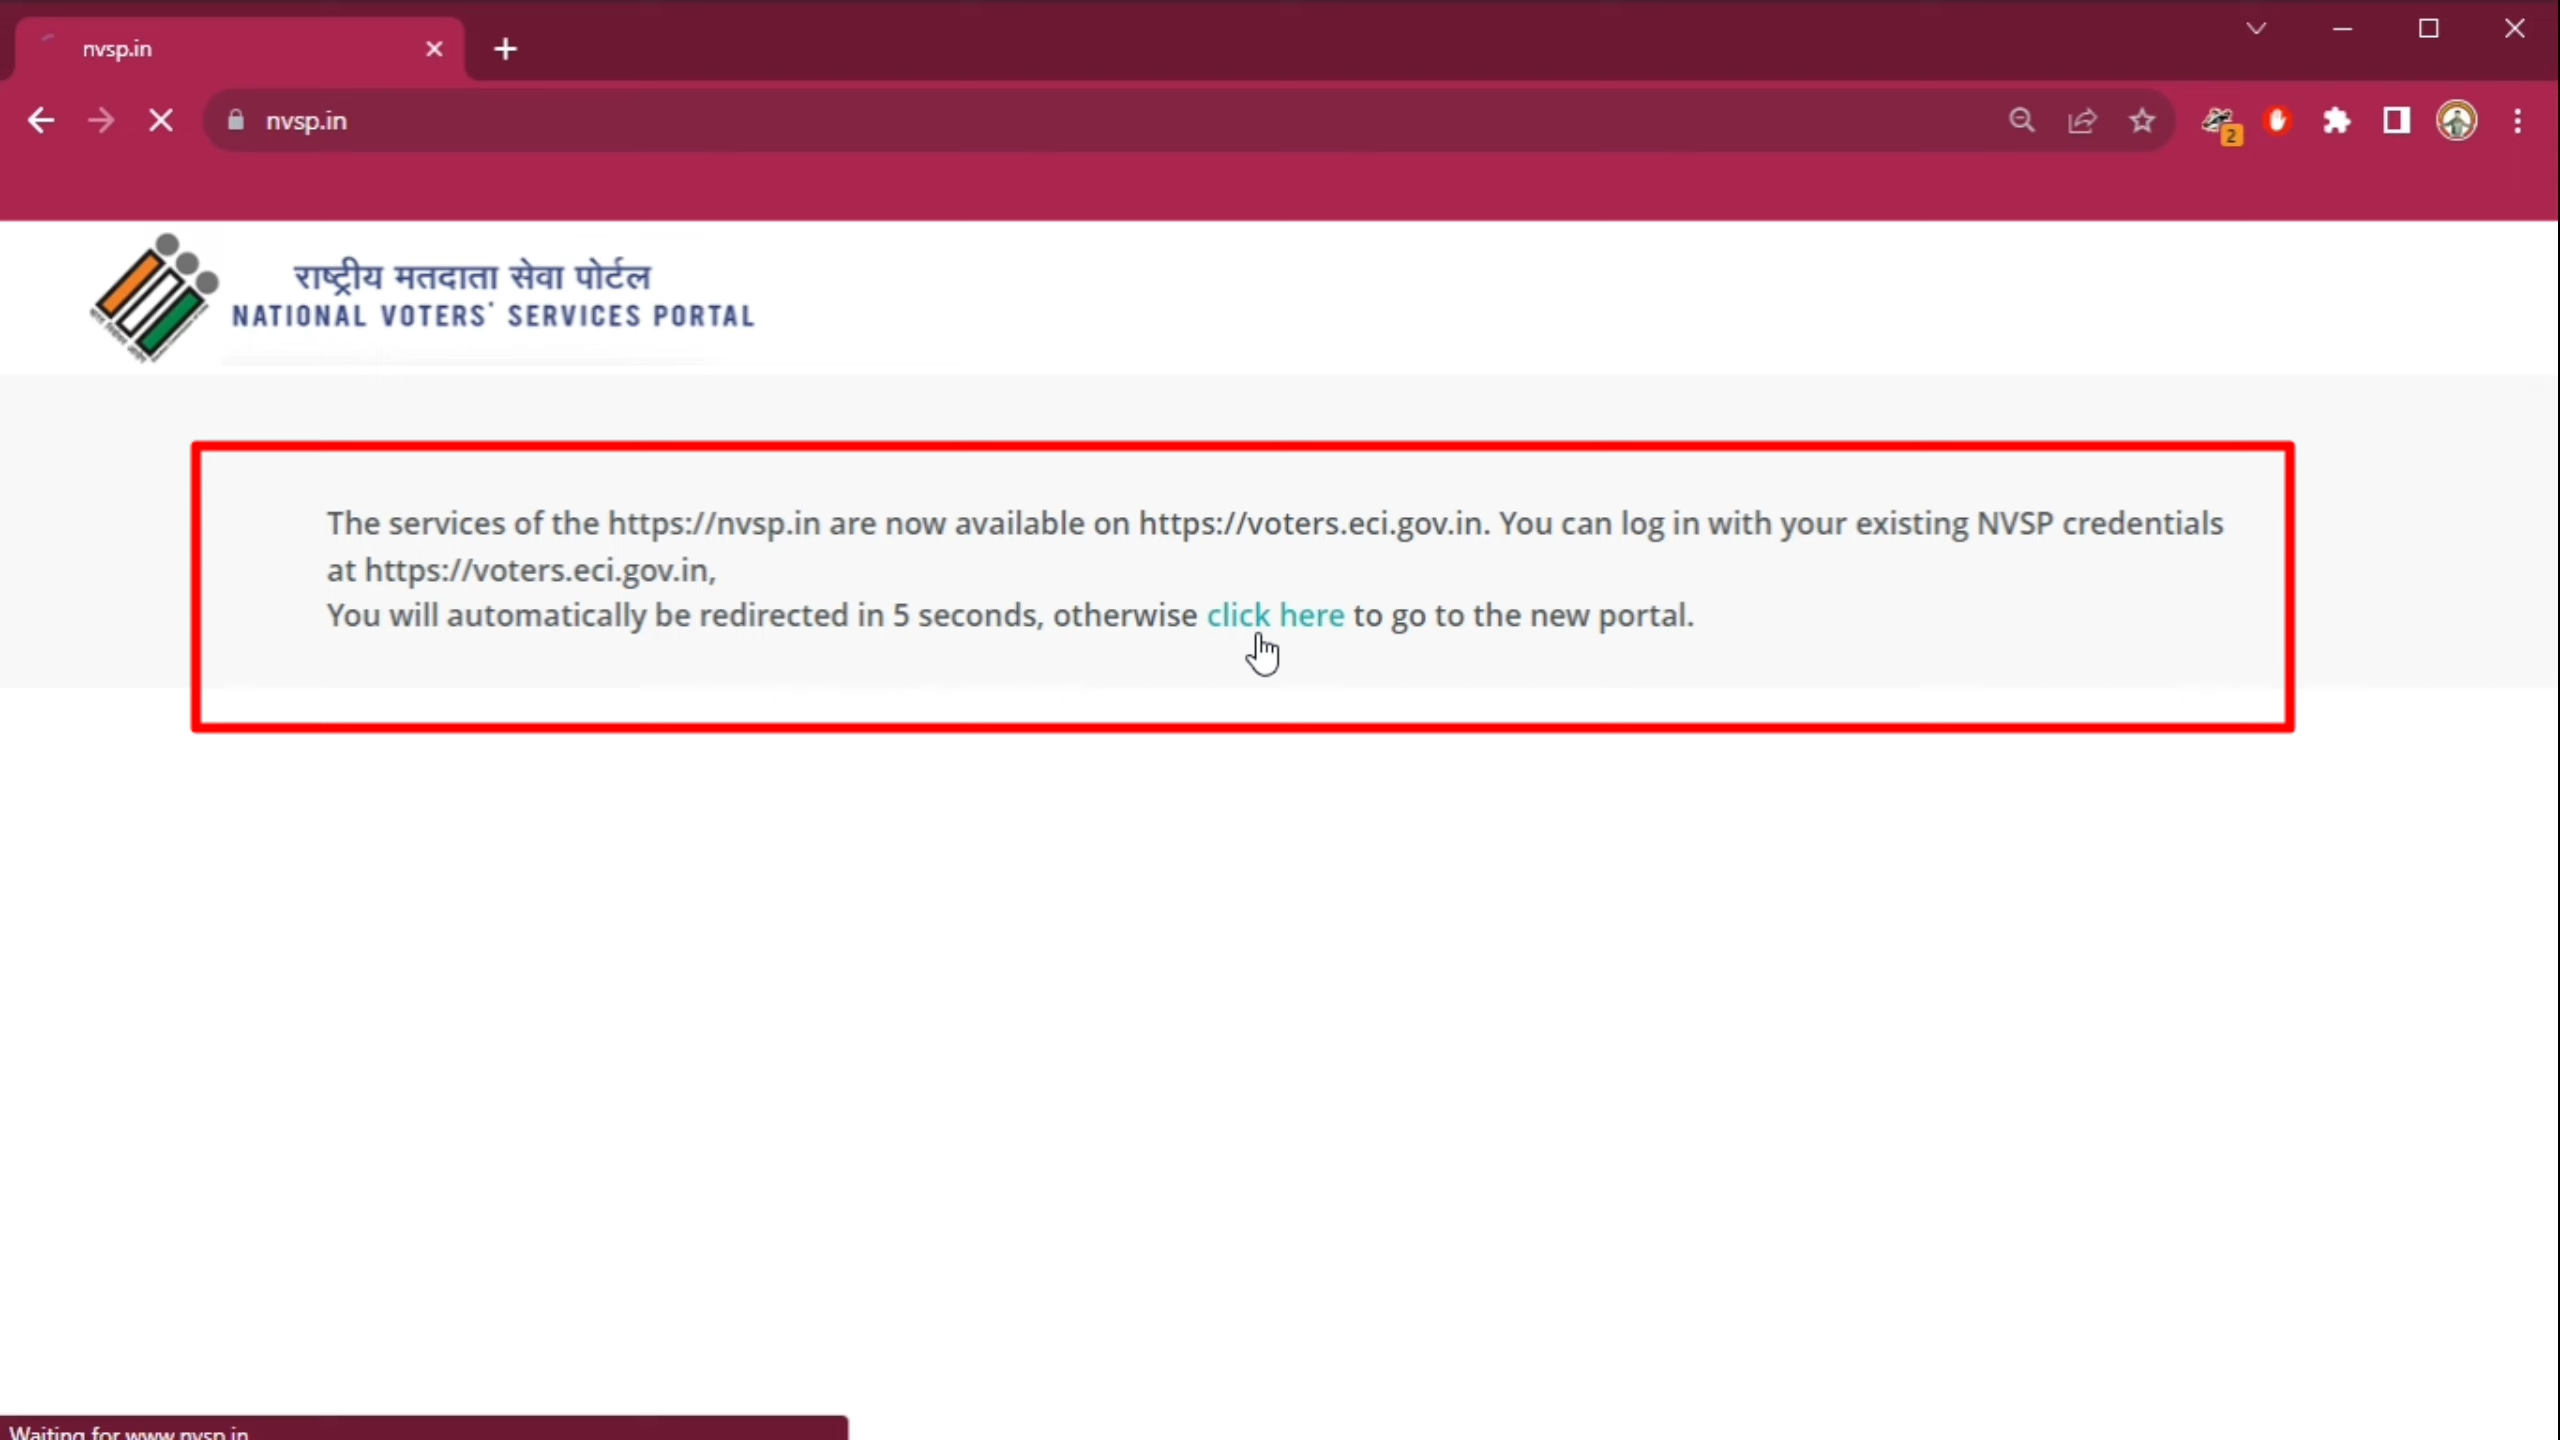 nvsp.in
nvsp.in
2
राष्ट्रीय मतदाता सेवा पोर्टल
NATIONAL VOTERS' SERVICES PORTAL
The services of the https://nvsp.in are now available on https://voters.eci.gov.in. You can log in with your existing NVSP credentials
at https://voters.eci.gov.in,
You will automatically be redirected in 5 seconds, otherwise click here to go to the new portal.
Waiting for www.nvsp.in